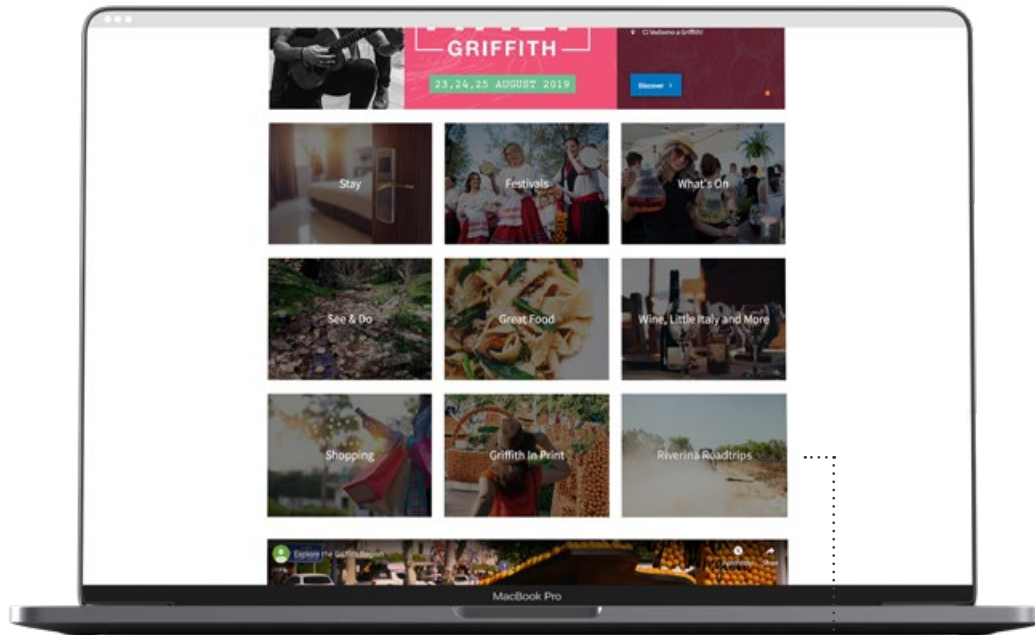 GRIFFITH
Ci Vediamo a Griffith!
23,24,25 AUGUST 2019
Discover >
Stay
Festivals
What's On
See & Do
Great Food
Wine, Little Italy and More
Shopping
Griffith In Print
Riverina Roadtrips
Explore the Griffith Region
MacBook Pro